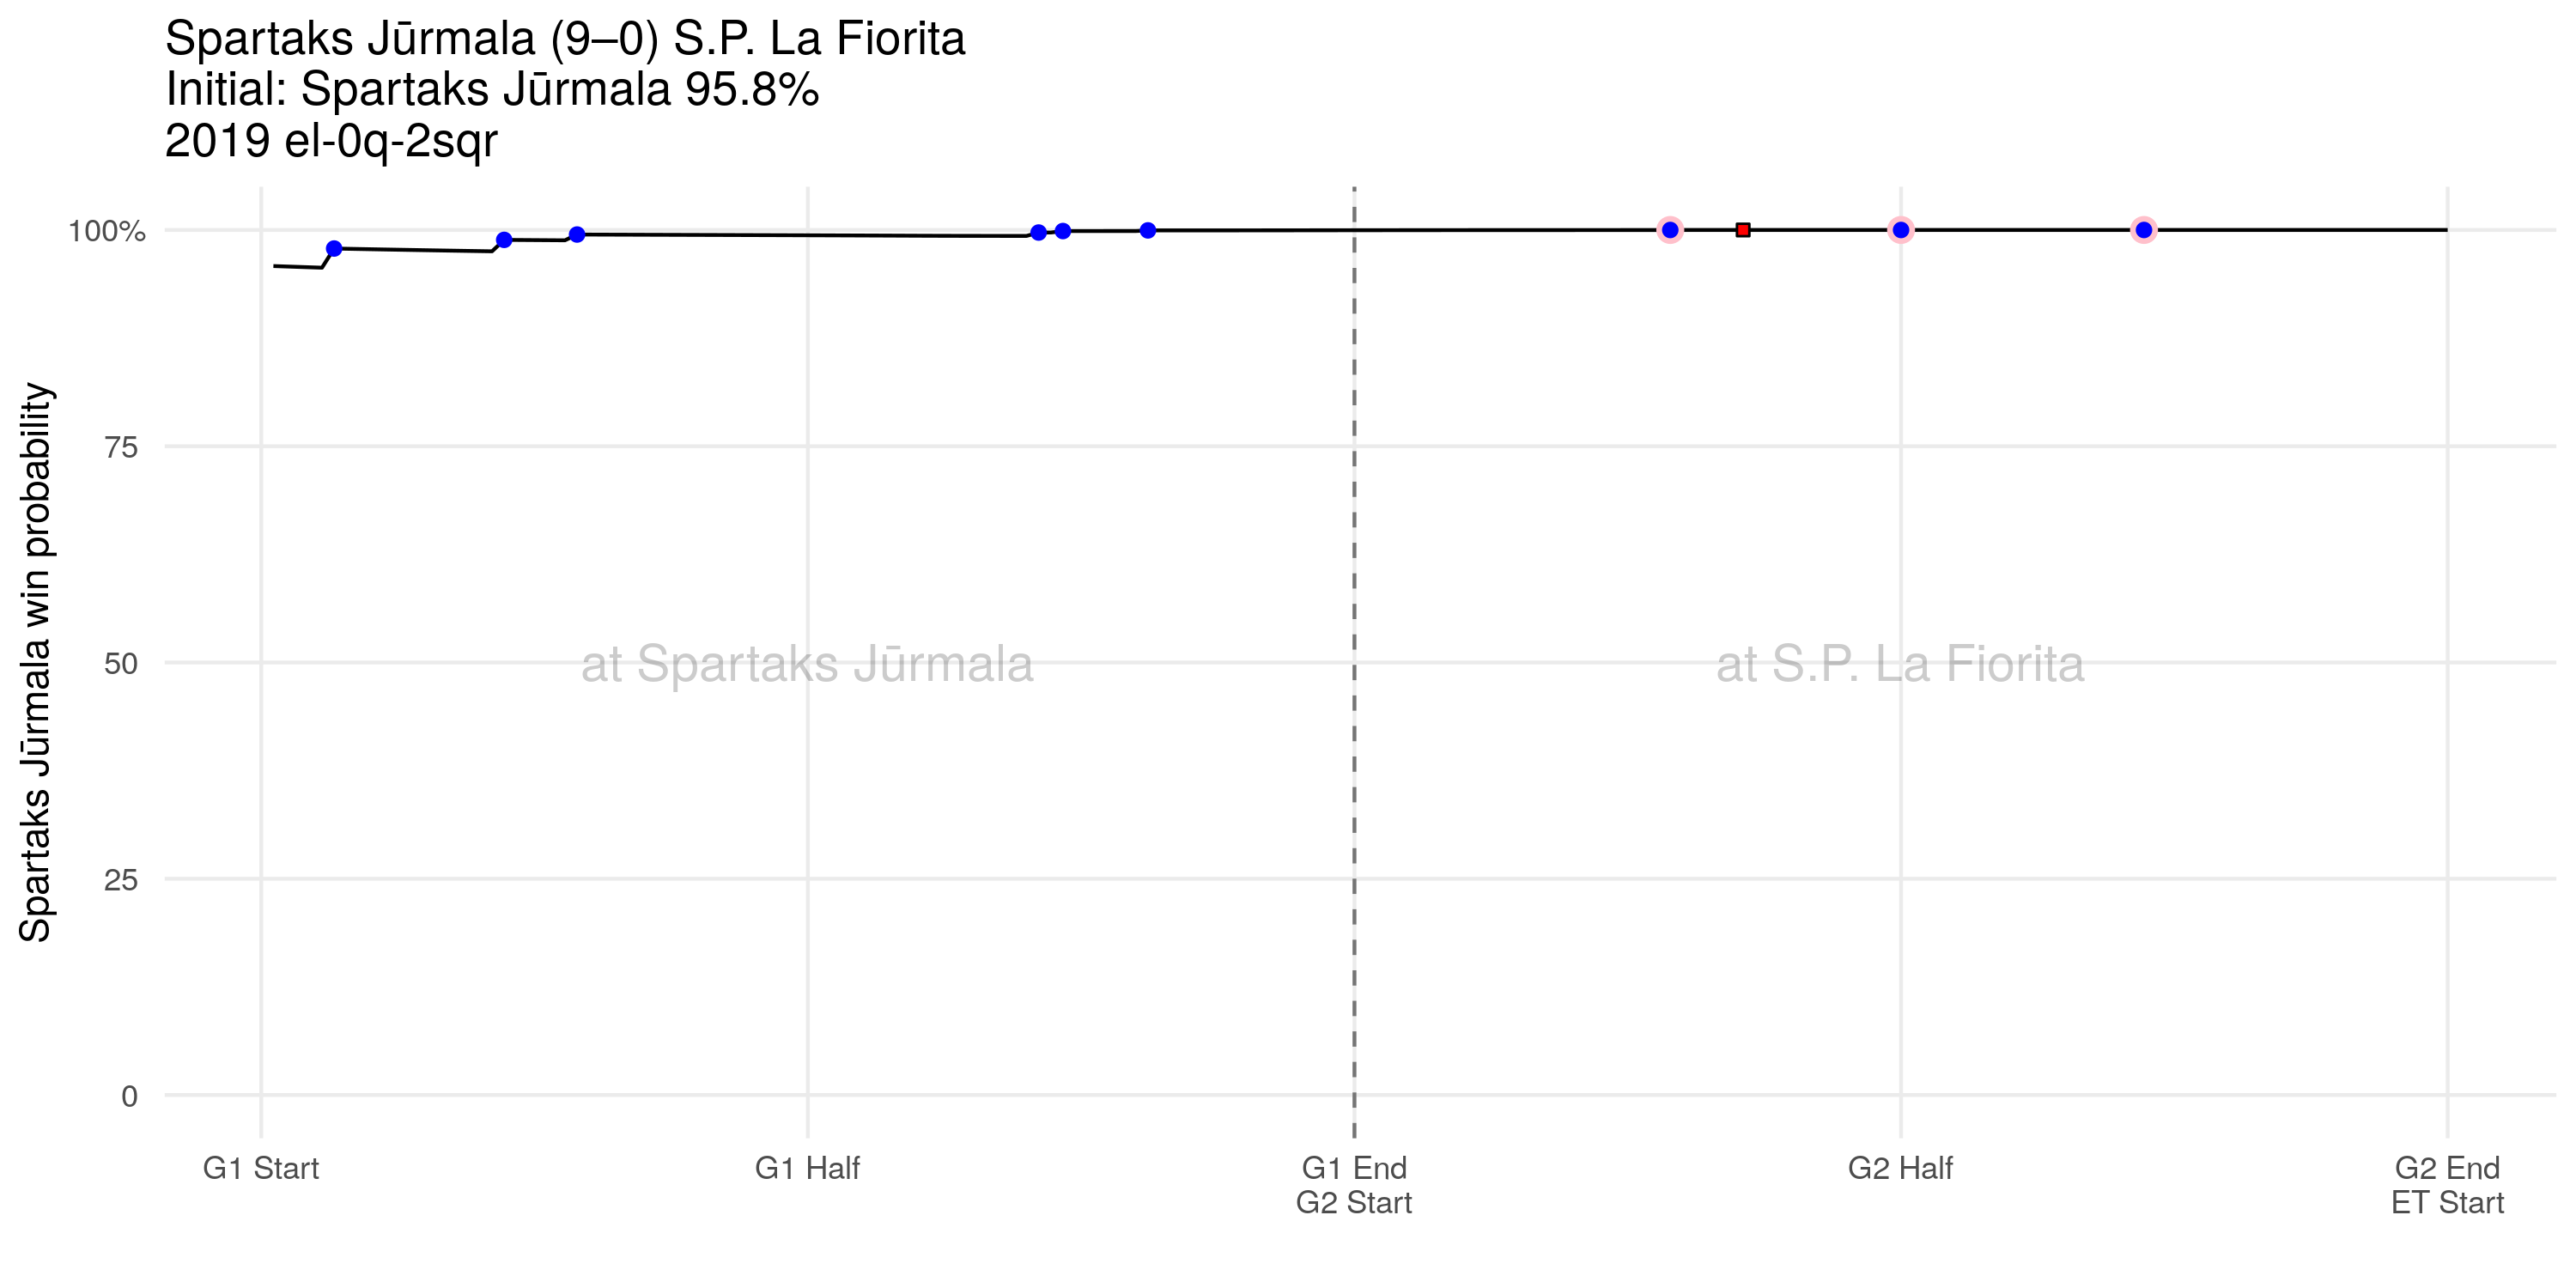 Spartaks Jūrmala (9–0) S.P. La Fiorita
Initial: Spartaks Jūrmala 95.8%
2019 el-0q-2sqr
Spartaks Jūrmala win probability
100%
75
50
25
0
at Spartaks Jūrmala
at S.P. La Fiorita
G1 Start
G1 Half
G1 End
G2 Start
G2 Half
G2 End
ET Start